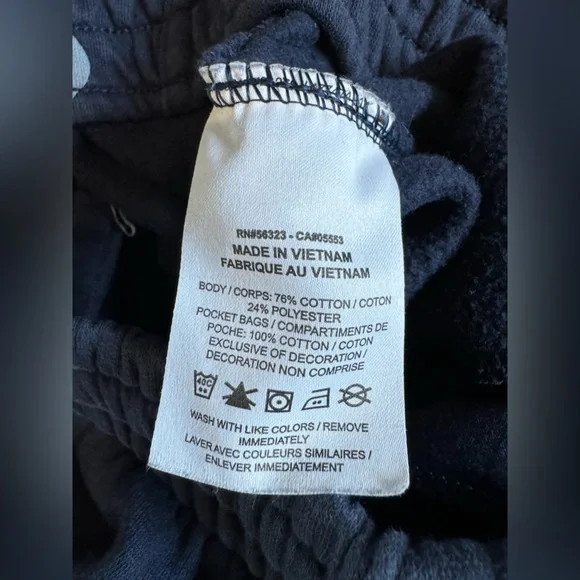 RN#56323 - CA#05553
MADE IN VIETNAM
FABRIQUE AU VIETNAM
BODY / CORPS: 76% COTTON / COTON
24% POLYESTER
POCKET BAGS / COMPARTIMENTS DE
POCHE: 100% COTTON / COTON
EXCLUSIVE OF DECORATION /
DECORATION NON COMPRISE
40C
WASH WITH LIKE COLORS / REMOVE
IMMEDIATELY
LAVER AVEC COULEURS SIMILAIRES /
ENLEVER IMMEDIATEMENT